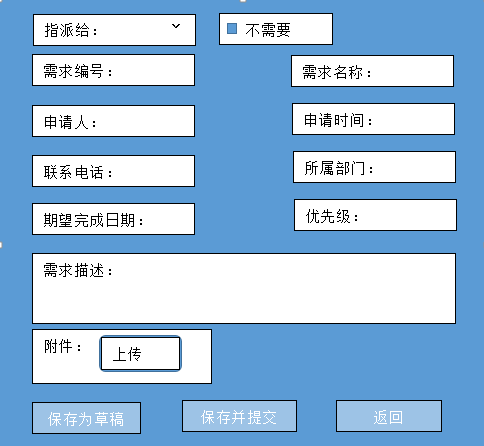 指派给： 不需要
需求编号： 需求名称：
申请人： 申请时间：
联系电话： 所属部门：
期望完成日期： 优先级：
需求描述：
附件： 上传
保存为草稿 保存并提交 返回